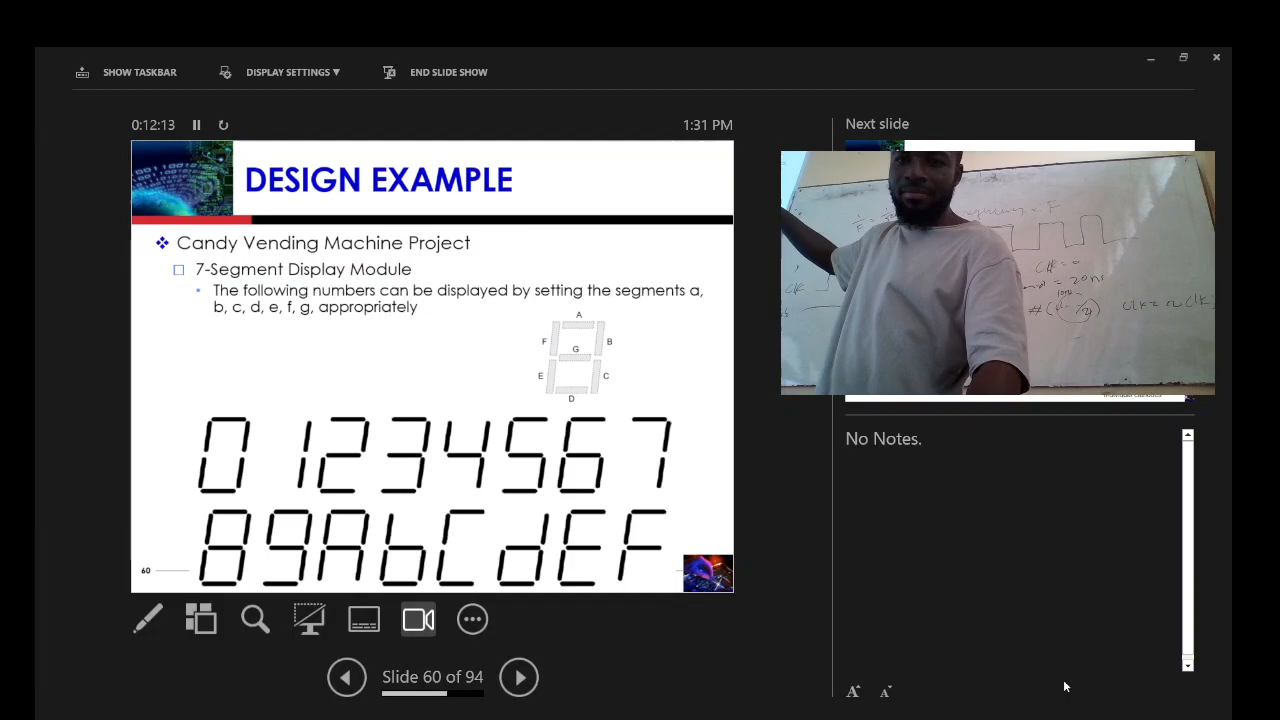 SHOW TASKBAR DISPLAY SETTINGS ▼ END SLIDE SHOW
0:12:13 1:31 PM
DESIGN EXAMPLE
❖ Candy Vending Machine Project
7-Segment Display Module
• The following numbers can be displayed by setting the segments a,
b, c, d, e, f, g, appropriately
A
F B
G
E C
D
0 1 2 3 4 5 6 7
8 9 A b C d E F
60
Slide 60 of 94
Next slide
F
= 20ns
No Notes.
A A